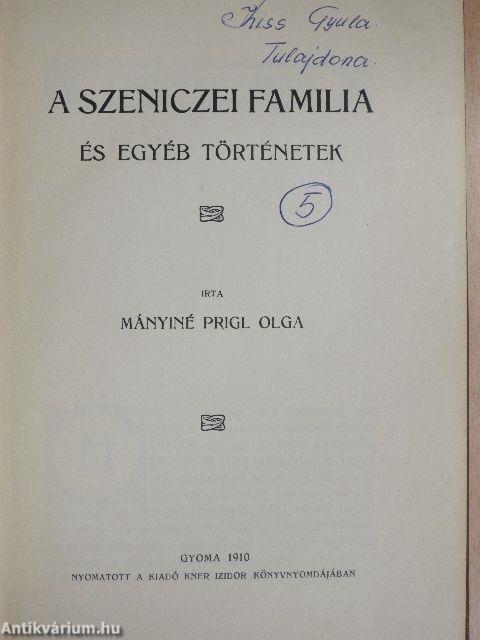 Kiss Gyula
Tulajdona.
A SZENICZEI FAMILIA
ÉS EGYÉB TÖRTÉNETEK
5
IRTA
MÁNYINÉ PRIGL OLGA
GYOMA 1910
NYOMATOTT A KIADÓ KNER IZIDOR KÖNYVNYOMDÁJÁBAN
Antikvárium.hu